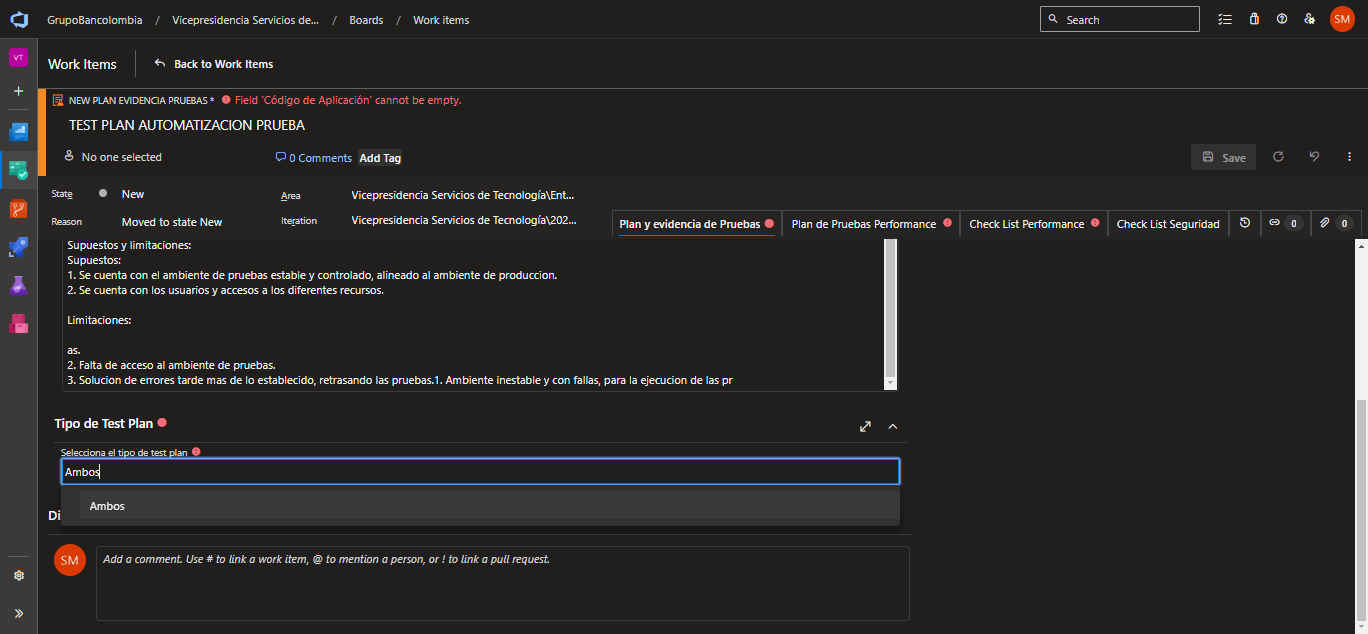 GrupoBancolombia / Vicepresidencia Servicios de... / Boards / Work items
Search
SM
VT
Work Items
Back to Work Items
NEW PLAN EVIDENCIA PRUEBAS * Field 'Código de Aplicación' cannot be empty.
TEST PLAN AUTOMATIZACION PRUEBA
No one selected
0 Comments
Add Tag
Save
State
New
Area
Vicepresidencia Servicios de Tecnología\Ent...
Reason
Moved to state New
Iteration
Vicepresidencia Servicios de Tecnología\202...
Plan y evidencia de Pruebas
Plan de Pruebas Performance
Check List Performance
Check List Seguridad
0
0
Supuestos y limitaciones:
Supuestos:
1. Se cuenta con el ambiente de pruebas estable y controlado, alineado al ambiente de produccion.
2. Se cuenta con los usuarios y accesos a los diferentes recursos.
Limitaciones:
as.
2. Falta de acceso al ambiente de pruebas.
3. Solucion de errores tarde mas de lo establecido, retrasando las pruebas.1. Ambiente inestable y con fallas, para la ejecucion de las pr
Tipo de Test Plan
Selecciona el tipo de test plan
Ambos
Ambos
Di
SM
Add a comment. Use # to link a work item, @ to mention a person, or ! to link a pull request.